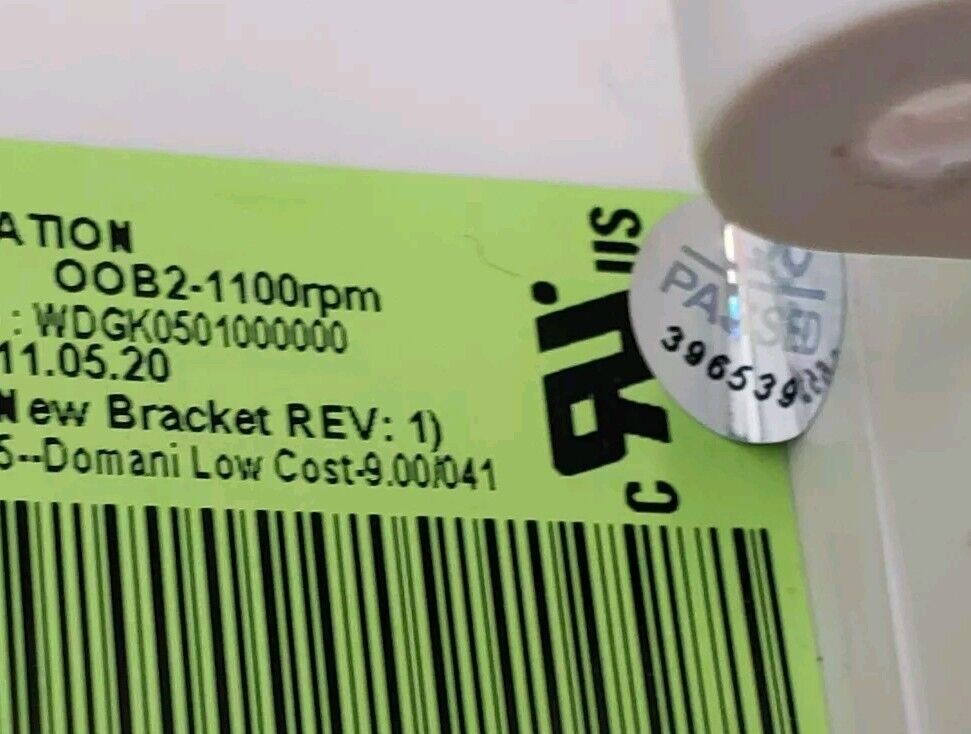 ATION
OOB2-1100rpm
: WDGK0501000000
11.05.20
New Bracket REV: 1)
5--Domani Low Cost-9.00/041
C
US
PASSED
396539